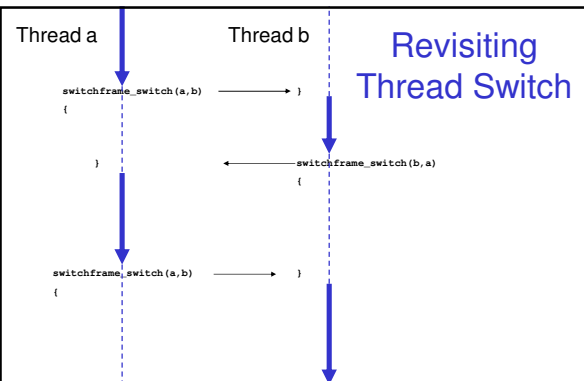 Thread a
Thread b
Revisiting
Thread Switch
switchframe_switch(a,b)
}
{
}
switchframe_switch(b,a)
{
switchframe_switch(a,b)
}
{